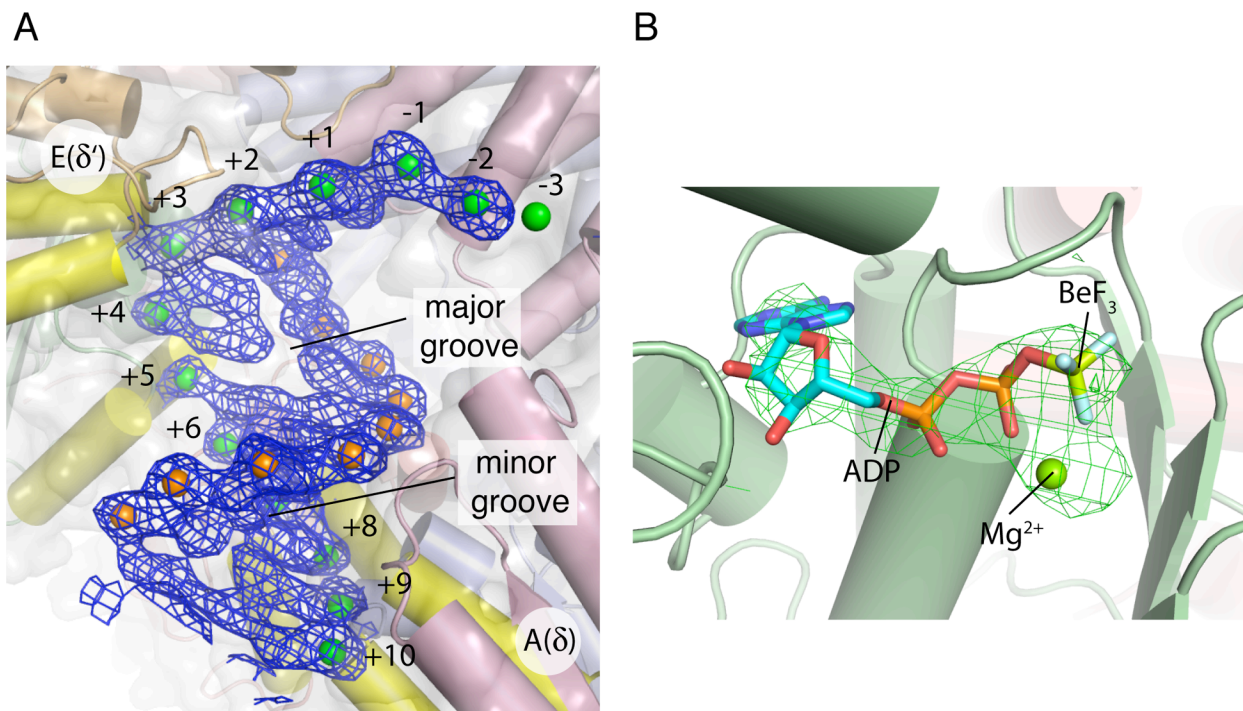 A
B
-1
+1
E(δ')
+2
-2
-3
+3
major
groove
+4
+5
+6
minor
groove
+8
+9
A(δ)
+10
BeF₃
ADP
Mg²⁺